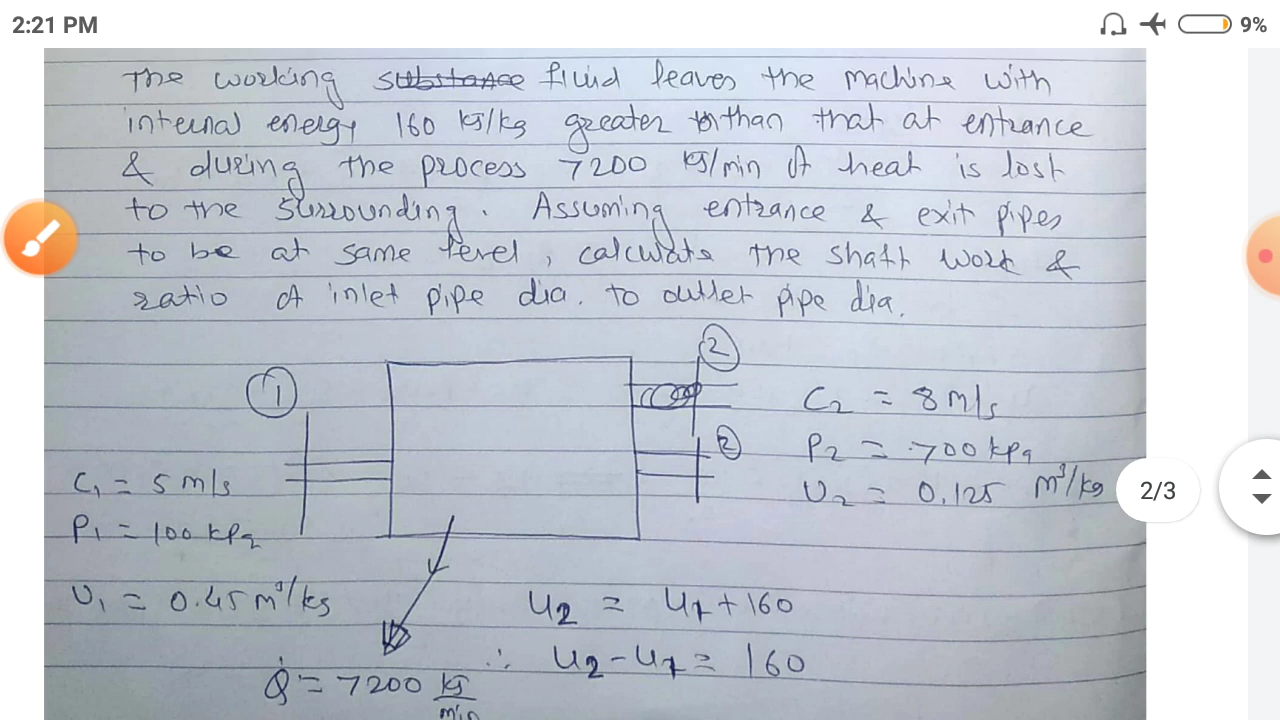 2:21 PM
9%
The working substance fluid leaves the machine with
internal energy 160 kJ/kg greater than that at entrance
& during the process 7200 kJ/min of heat is lost
to the surrounding. Assuming entrance & exit pipes
to be at same level, calculate the shaft work &
ratio of inlet pipe dia. to outlet pipe dia.
2
1
C2 = 8 m/s
2
P2 = 700 kPa
C1 = 5 m/s
υ2 = 0.125 m³/kg
2/3
P1 = 100 kPa
υ1 = 0.45 m³/kg
u2 = u1 + 160
∴ u2 - u1 = 160
Q̇ = 7200 kJ/min